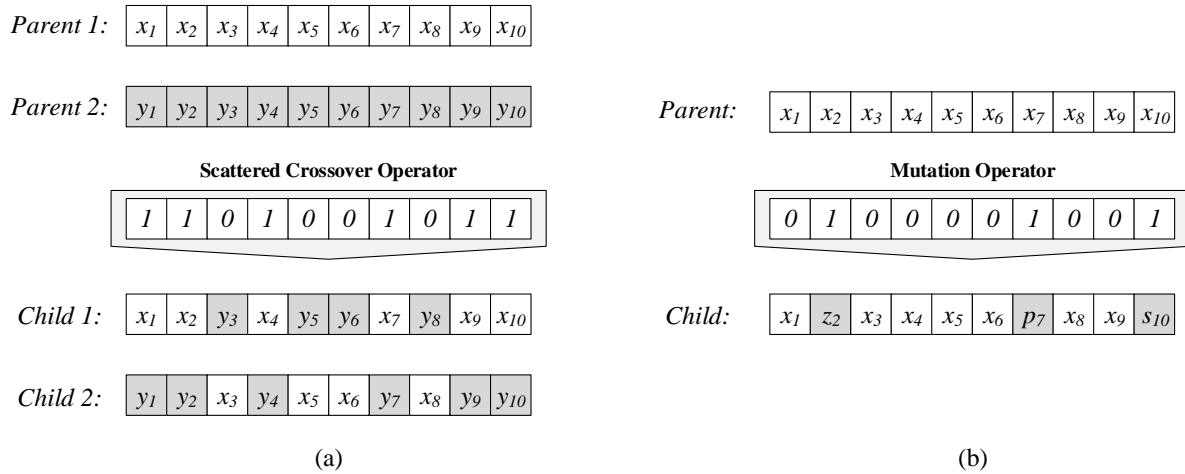 Parent 1: x1 x2 x3 x4 x5 x6 x7 x8 x9 x10
Parent 2: y1 y2 y3 y4 y5 y6 y7 y8 y9 y10
Scattered Crossover Operator
1 1 0 1 0 0 1 0 1 1
Child 1: x1 x2 y3 x4 y5 y6 x7 y8 x9 x10
Child 2: y1 y2 x3 y4 x5 x6 y7 x8 y9 y10
(a)
Parent: x1 x2 x3 x4 x5 x6 x7 x8 x9 x10
Mutation Operator
0 1 0 0 0 0 1 0 0 1
Child: x1 z2 x3 x4 x5 x6 p7 x8 x9 s10
(b)